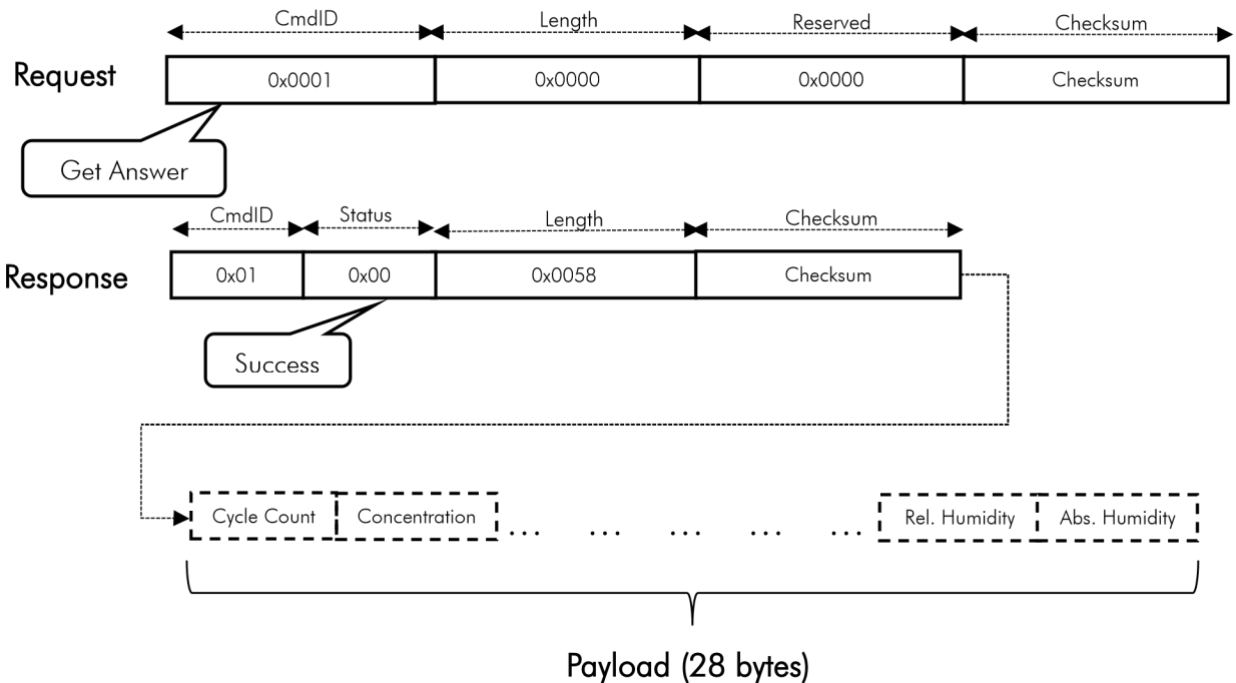 CmdID Length Reserved Checksum
Request 0x0001 0x0000 0x0000 Checksum
Get Answer
CmdID Status Length Checksum
Response 0x01 0x00 0x0058 Checksum
Success
Cycle Count Concentration ... ... ... ... ... Rel. Humidity Abs. Humidity
Payload (28 bytes)